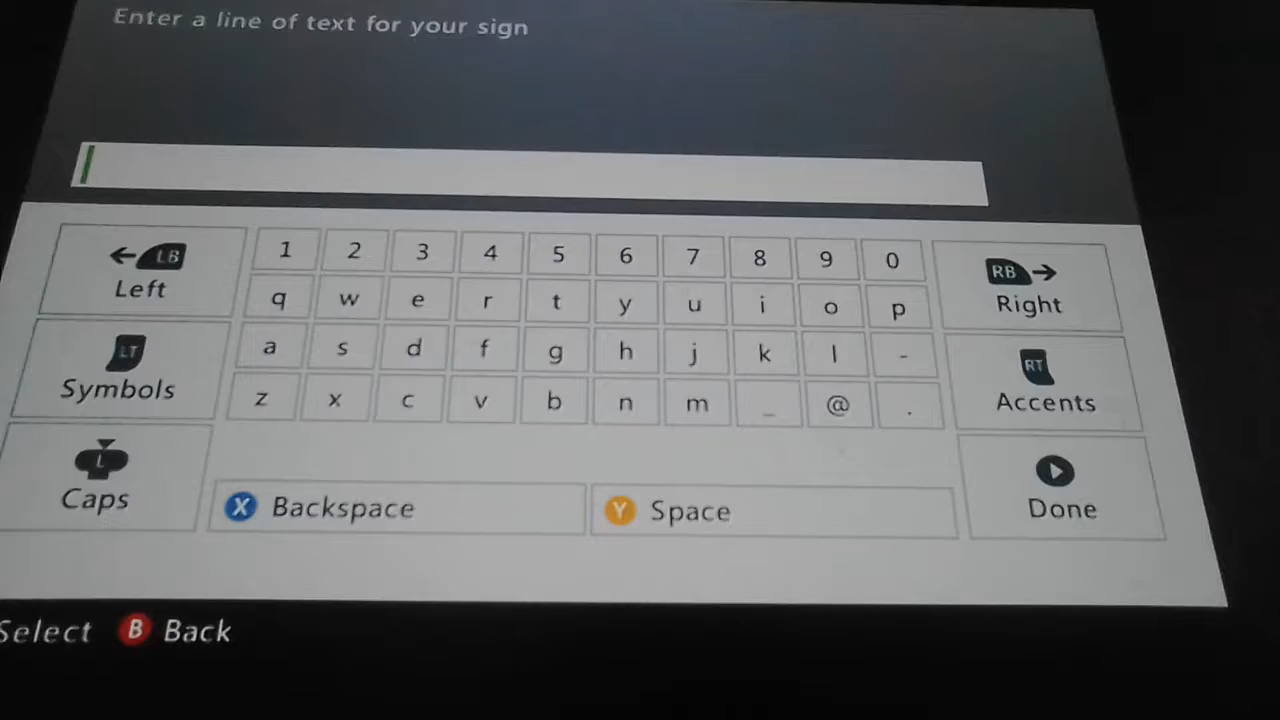 Enter a line of text for your sign
LB Left 1 2 3 4 5 6 7 8 9 0 RB Right
q w e r t y u i o p
LT Symbols a s d f g h j k l - RT Accents
z x c v b n m _ @ .
L Caps X Backspace Y Space Done
Select B Back